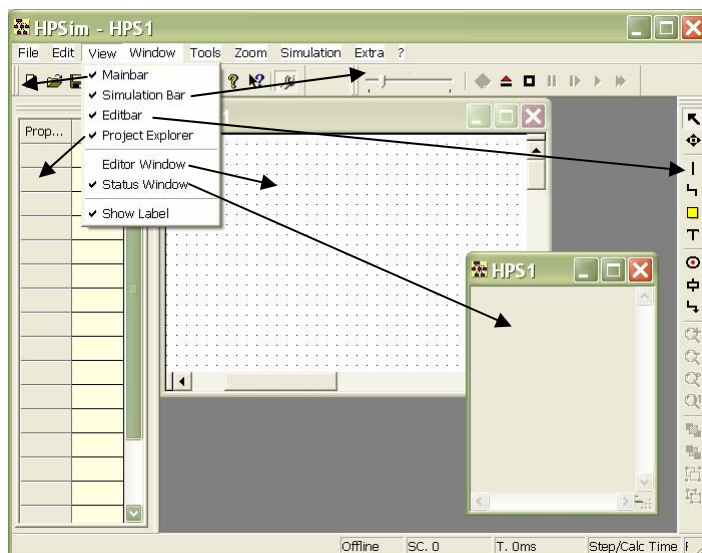 HPSim - HPS1
File Edit View Window Tools Zoom Simulation Extra ?
Mainbar
Simulation Bar
Editbar
Project Explorer
Editor Window
Status Window
Show Label
Prop...
HPS1
Offline SC. 0 T. 0ms Step/Calc Time